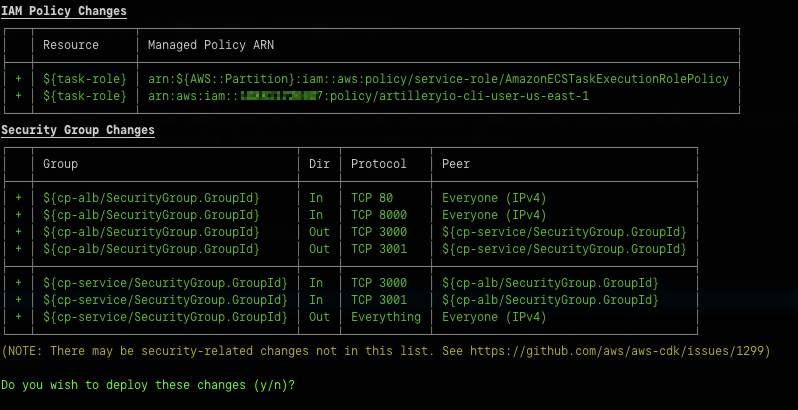 IAM Policy Changes
Resource Managed Policy ARN
+ ${task-role} arn:${AWS::Partition}:iam::aws:policy/service-role/AmazonECSTaskExecutionRolePolicy
+ ${task-role} arn:aws:iam::7:policy/artilleryio-cli-user-us-east-1
Security Group Changes
Group Dir Protocol Peer
+ ${cp-alb/SecurityGroup.GroupId} In TCP 80 Everyone (IPv4)
+ ${cp-alb/SecurityGroup.GroupId} In TCP 8000 Everyone (IPv4)
+ ${cp-alb/SecurityGroup.GroupId} Out TCP 3000 ${cp-service/SecurityGroup.GroupId}
+ ${cp-alb/SecurityGroup.GroupId} Out TCP 3001 ${cp-service/SecurityGroup.GroupId}
+ ${cp-service/SecurityGroup.GroupId} In TCP 3000 ${cp-alb/SecurityGroup.GroupId}
+ ${cp-service/SecurityGroup.GroupId} In TCP 3001 ${cp-alb/SecurityGroup.GroupId}
+ ${cp-service/SecurityGroup.GroupId} Out Everything Everyone (IPv4)
(NOTE: There may be security-related changes not in this list. See https://github.com/aws/aws-cdk/issues/1299)
Do you wish to deploy these changes (y/n)?